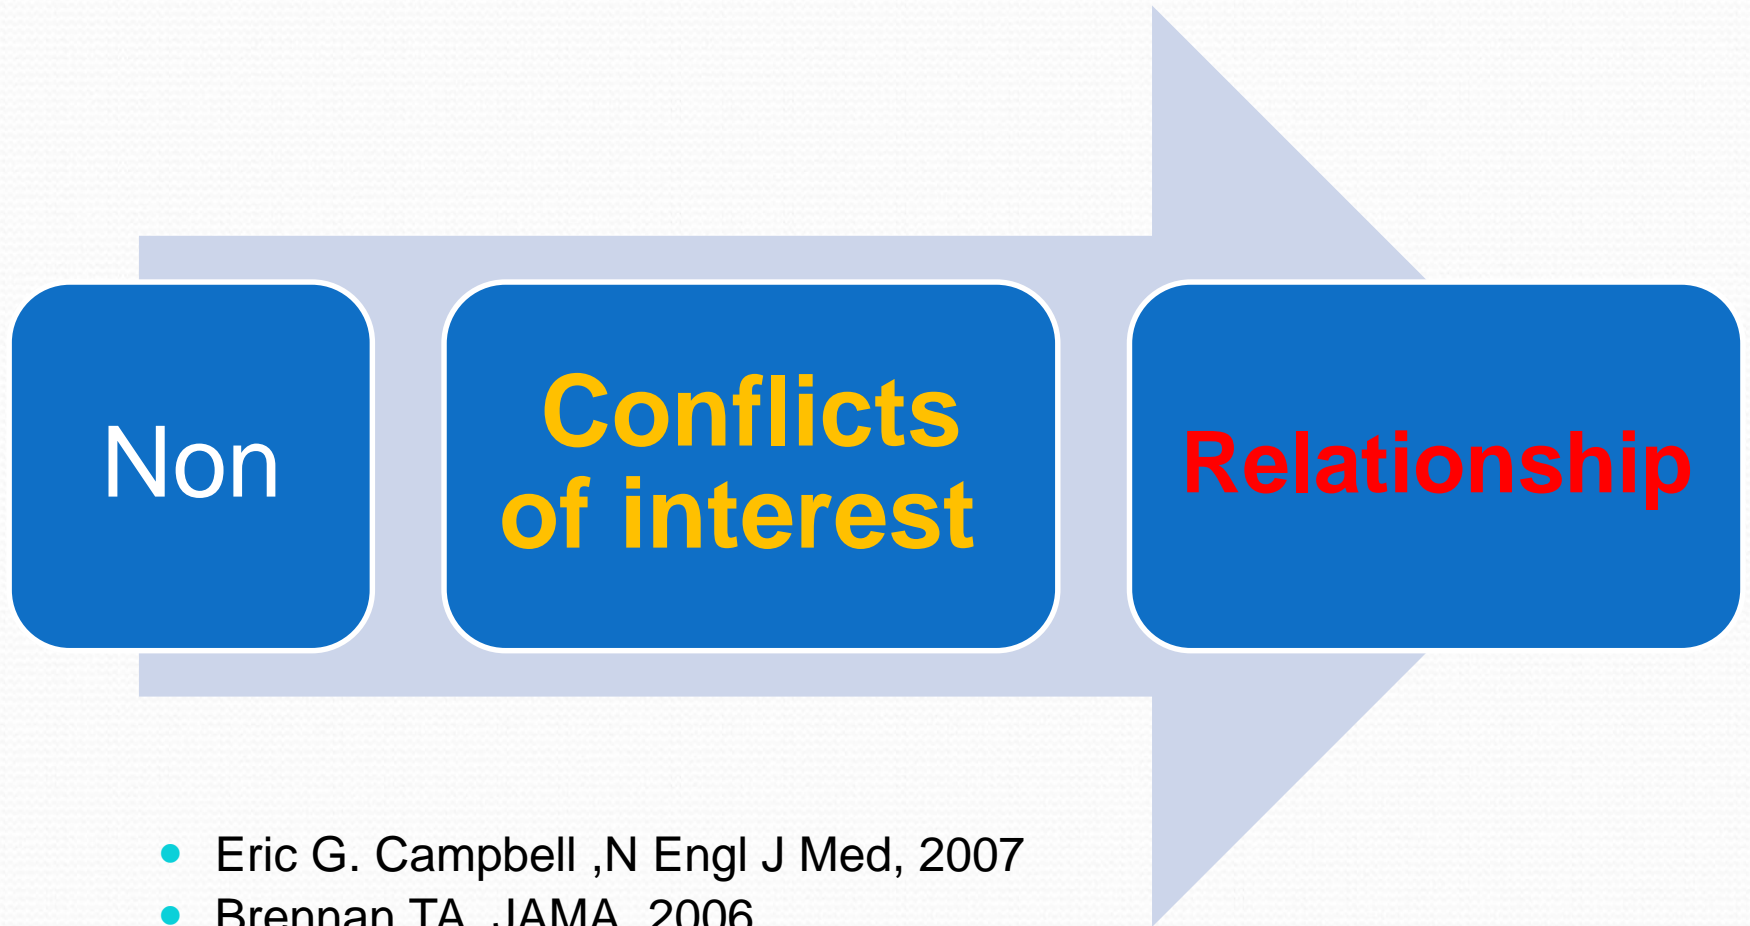 Non
Conflicts
of interest
Relationship
• Eric G. Campbell ,N Engl J Med, 2007
• Brennan TA, JAMA, 2006